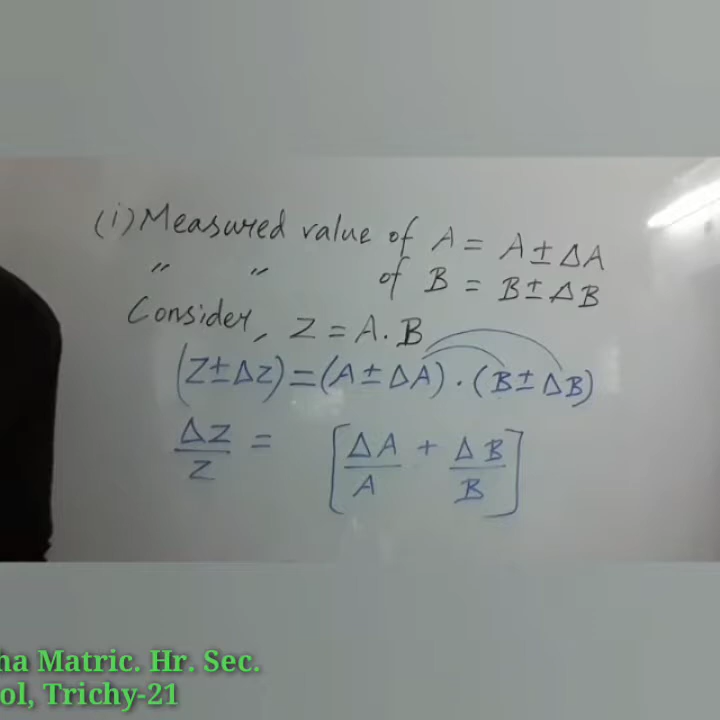 (i) Measured value of A = A ± ΔA
" " of B = B ± ΔB
Consider, Z = A . B
(Z ± ΔZ) = (A ± ΔA) . (B ± ΔB)
ΔZ/Z = [ΔA/A + ΔB/B]
ha Matric. Hr. Sec.
ol, Trichy-21